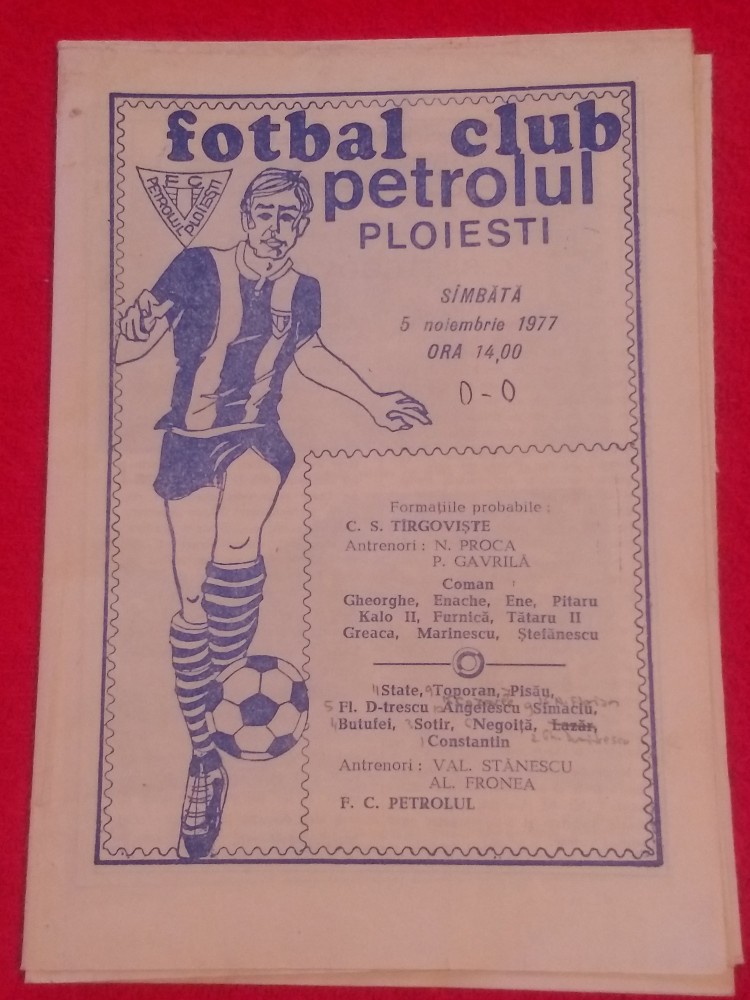 fotbal club
petrolul
PLOIESTI
F C
PETROLUL PLOIEȘTI
SÎMBĂTĂ
5 noiembrie 1977
ORA 14,00
0-0
Formațiile probabile :
C. S. TÎRGOVIȘTE
Antrenori : N. PROCA
P. GAVRILĂ
Coman
Gheorghe, Enache, Ene, Pitaru
Kalo II, Furnică, Tătaru II
Greaca, Marinescu, Ștefănescu
State, Toporan, Pisău,
Fl. D-trescu Angelescu Simaciu,
Butufei, Sotir, Negoiță, Lazăr,
Constantin
Antrenori : VAL. STĂNESCU
AL. FRONEA
F. C. PETROLUL